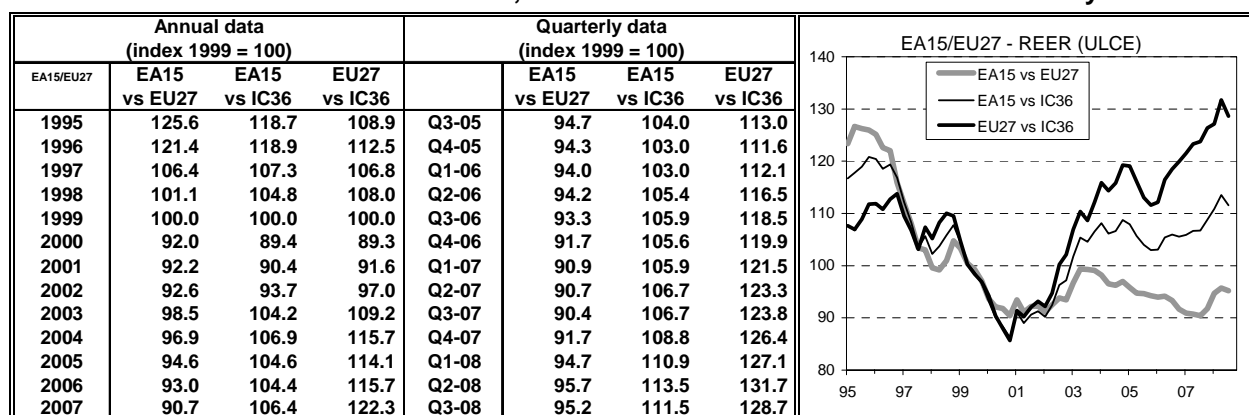 Annual data Quarterly data
(index 1999 = 100) (index 1999 = 100)
EA15/EU27 EA15 EA15 EU27 EA15 EA15 EU27
vs EU27 vs IC36 vs IC36 vs EU27 vs IC36 vs IC36
1995 125.6 118.7 108.9 Q3-05 94.7 104.0 113.0
1996 121.4 118.9 112.5 Q4-05 94.3 103.0 111.6
1997 106.4 107.3 106.8 Q1-06 94.0 103.0 112.1
1998 101.1 104.8 108.0 Q2-06 94.2 105.4 116.5
1999 100.0 100.0 100.0 Q3-06 93.3 105.9 118.5
2000 92.0 89.4 89.3 Q4-06 91.7 105.6 119.9
2001 92.2 90.4 91.6 Q1-07 90.9 105.9 121.5
2002 92.6 93.7 97.0 Q2-07 90.7 106.7 123.3
2003 98.5 104.2 109.2 Q3-07 90.4 106.7 123.8
2004 96.9 106.9 115.7 Q4-07 91.7 108.8 126.4
2005 94.6 104.6 114.1 Q1-08 94.7 110.9 127.1
2006 93.0 104.4 115.7 Q2-08 95.7 113.5 131.7
2007 90.7 106.4 122.3 Q3-08 95.2 111.5 128.7
EA15/EU27 - REER (ULCE)
EA15 vs EU27
EA15 vs IC36
EU27 vs IC36
140
130
120
110
100
90
80
95 97 99 01 03 05 07